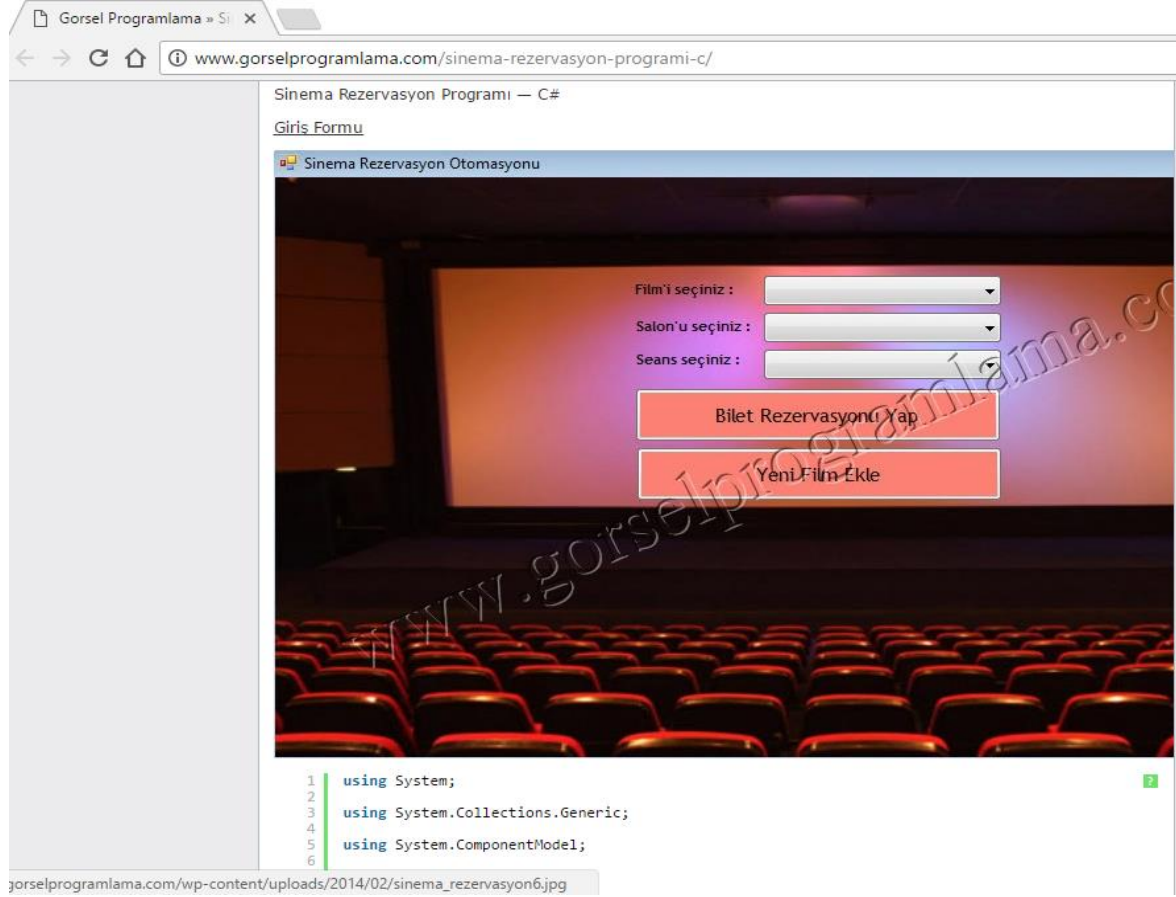 Gorsel Programlama » Si
www.gorselprogramlama.com/sinema-rezervasyon-programi-c/
Sinema Rezervasyon Programı — C#
Giriş Formu
Sinema Rezervasyon Otomasyonu
Film'i seçiniz :
Salon'u seçiniz :
Seans seçiniz :
Bilet Rezervasyonu Yap
Yeni Film Ekle
www.gorselprogramlama.co
1 using System;
2
3 using System.Collections.Generic;
4
5 using System.ComponentModel;
6
?
gorselprogramlama.com/wp-content/uploads/2014/02/sinema_rezervasyon6.jpg